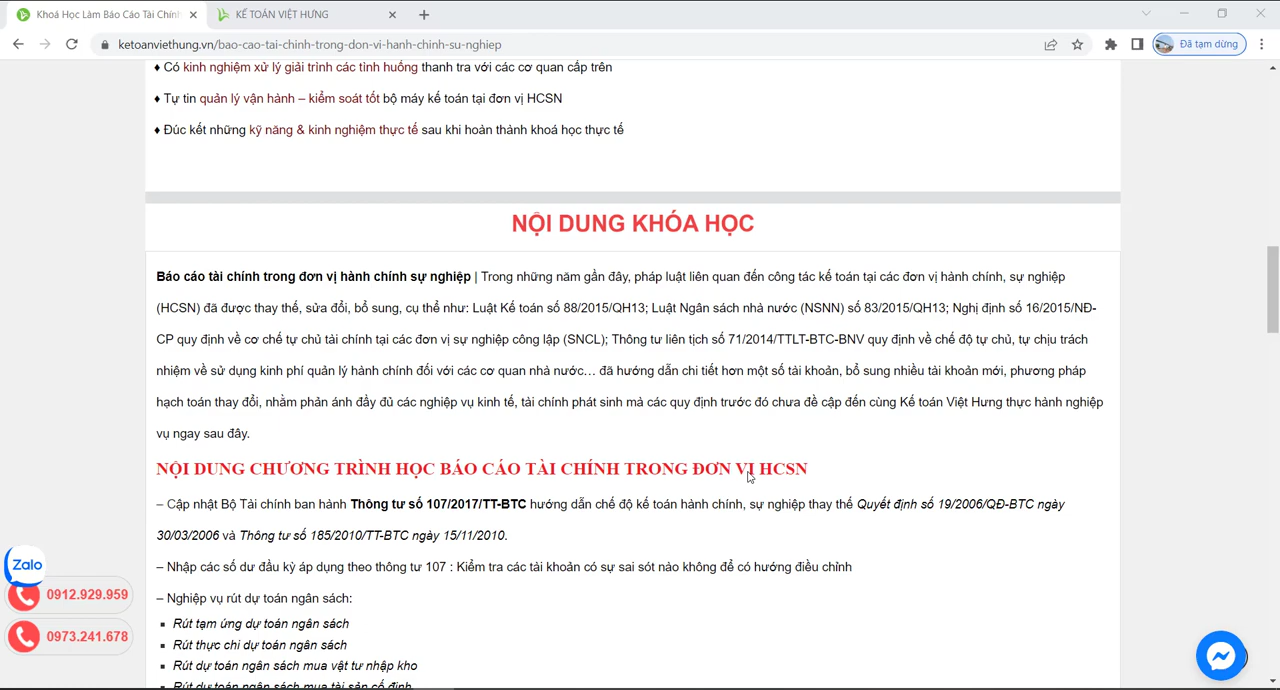 Khoá Học Làm Báo Cáo Tài Chính
KẾ TOÁN VIỆT HƯNG
ketoanviethung.vn/bao-cao-tai-chinh-trong-don-vi-hanh-chinh-su-nghiep
Đã tạm dừng
♦ Có kinh nghiệm xử lý giải trình các tình huống thanh tra với các cơ quan cấp trên
♦ Tự tin quản lý vận hành – kiểm soát tốt bộ máy kế toán tại đơn vị HCSN
♦ Đúc kết những kỹ năng & kinh nghiệm thực tế sau khi hoàn thành khoá học thực tế
NỘI DUNG KHÓA HỌC
Báo cáo tài chính trong đơn vị hành chính sự nghiệp | Trong những năm gần đây, pháp luật liên quan đến công tác kế toán tại các đơn vị hành chính, sự nghiệp
(HCSN) đã được thay thế, sửa đổi, bổ sung, cụ thể như: Luật Kế toán số 88/2015/QH13; Luật Ngân sách nhà nước (NSNN) số 83/2015/QH13; Nghị định số 16/2015/NĐ-
CP quy định về cơ chế tự chủ tài chính tại các đơn vị sự nghiệp công lập (SNCL); Thông tư liên tịch số 71/2014/TTLT-BTC-BNV quy định về chế độ tự chủ, tự chịu trách
nhiệm về sử dụng kinh phí quản lý hành chính đối với các cơ quan nhà nước… đã hướng dẫn chi tiết hơn một số tài khoản, bổ sung nhiều tài khoản mới, phương pháp
hạch toán thay đổi, nhằm phản ánh đầy đủ các nghiệp vụ kinh tế, tài chính phát sinh mà các quy định trước đó chưa đề cập đến cùng Kế toán Việt Hưng thực hành nghiệp
vụ ngay sau đây.
NỘI DUNG CHƯƠNG TRÌNH HỌC BÁO CÁO TÀI CHÍNH TRONG ĐƠN VỊ HCSN
– Cập nhật Bộ Tài chính ban hành Thông tư số 107/2017/TT-BTC hướng dẫn chế độ kế toán hành chính, sự nghiệp thay thế Quyết định số 19/2006/QĐ-BTC ngày
30/03/2006 và Thông tư số 185/2010/TT-BTC ngày 15/11/2010.
– Nhập các số dư đầu kỳ áp dụng theo thông tư 107 : Kiểm tra các tài khoản có sự sai sót nào không để có hướng điều chỉnh
– Nghiệp vụ rút dự toán ngân sách:
▪ Rút tạm ứng dự toán ngân sách
▪ Rút thực chi dự toán ngân sách
▪ Rút dự toán ngân sách mua vật tư nhập kho
▪ Rút dự toán ngân sách mua tài sản cố định
Zalo
0912.929.959
0973.241.678